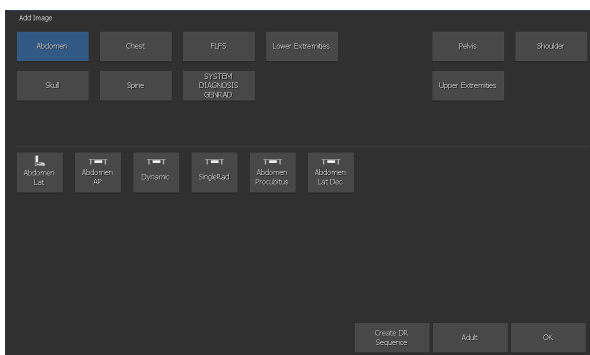 Add Image
Abdomen
Chest
FLFS
Lower Extremities
Pelvis
Shoulder
Skull
Spine
SYSTEM
DIAGNOSIS
GENRAD
Upper Extremities
Abdomen
Lat
Abdomen
AP
Dynamic
SingleRad
Abdomen
Procubitus
Abdomen
Lat Dec
Create DR
Sequence
Adult
OK